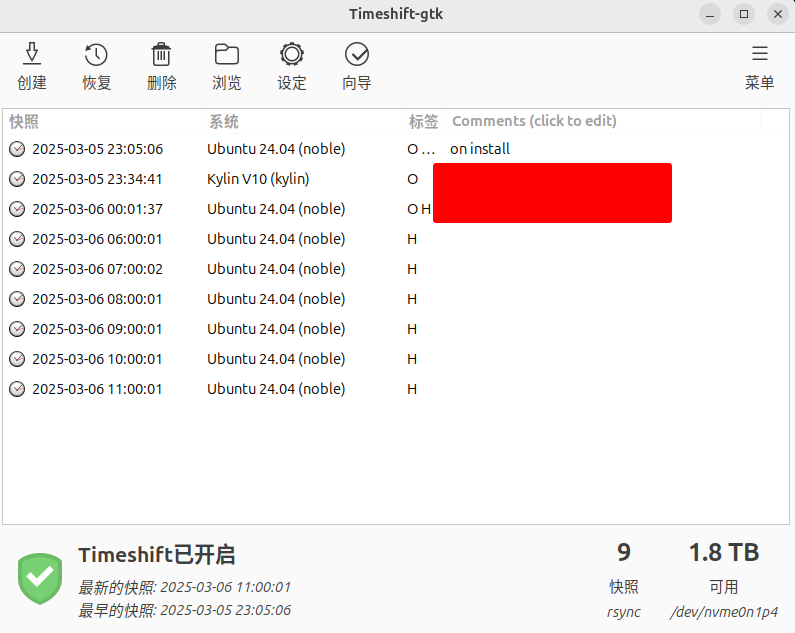 Timeshift-gtk
创建 恢复 删除 浏览 设定 向导 菜单
快照 系统 标签 Comments (click to edit)
2025-03-05 23:05:06 Ubuntu 24.04 (noble) O ... on install
2025-03-05 23:34:41 Kylin V10 (kylin) O
2025-03-06 00:01:37 Ubuntu 24.04 (noble) O H
2025-03-06 06:00:01 Ubuntu 24.04 (noble) H
2025-03-06 07:00:02 Ubuntu 24.04 (noble) H
2025-03-06 08:00:01 Ubuntu 24.04 (noble) H
2025-03-06 09:00:01 Ubuntu 24.04 (noble) H
2025-03-06 10:00:01 Ubuntu 24.04 (noble) H
2025-03-06 11:00:01 Ubuntu 24.04 (noble) H
Timeshift已开启 9 1.8 TB
最新的快照: 2025-03-06 11:00:01 快照 可用
最早的快照: 2025-03-05 23:05:06 rsync /dev/nvme0n1p4